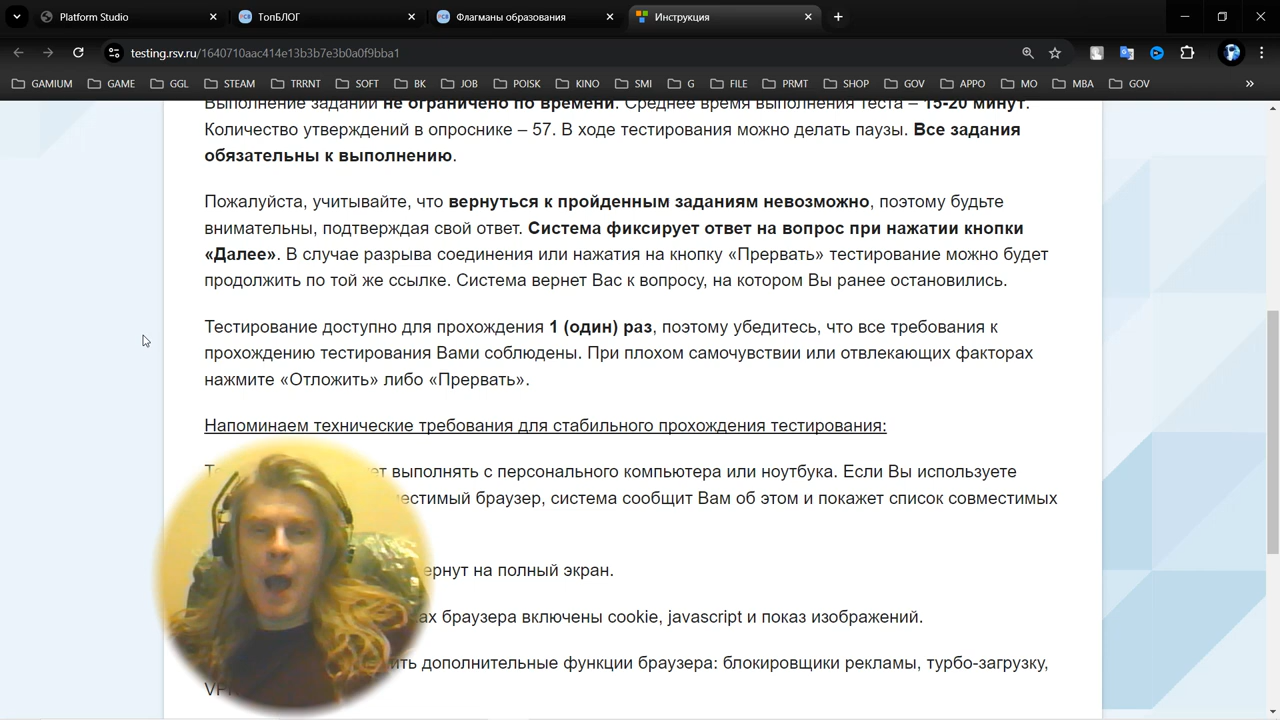 Platform Studio
ТопБЛОГ
Флагманы образования
Инструкция
testing.rsv.ru/1640710aac414e13b3b7e3b0a0f9bba1
GAMIUM GAME GGL STEAM TRRNT SOFT BK JOB POISK KINO SMI G FILE PRMT SHOP GOV APPO MO MBA GOV
Выполнение заданий не ограничено по времени. Среднее время выполнения теста – 15-20 минут.
Количество утверждений в опроснике – 57. В ходе тестирования можно делать паузы. Все задания
обязательны к выполнению.
Пожалуйста, учитывайте, что вернуться к пройденным заданиям невозможно, поэтому будьте
внимательны, подтверждая свой ответ. Система фиксирует ответ на вопрос при нажатии кнопки
«Далее». В случае разрыва соединения или нажатия на кнопку «Прервать» тестирование можно будет
продолжить по той же ссылке. Система вернет Вас к вопросу, на котором Вы ранее остановились.
Тестирование доступно для прохождения 1 (один) раз, поэтому убедитесь, что все требования к
прохождению тестирования Вами соблюдены. При плохом самочувствии или отвлекающих факторах
нажмите «Отложить» либо «Прервать».
Напоминаем технические требования для стабильного прохождения тестирования:
выполнять с персонального компьютера или ноутбука. Если Вы используете
браузер, система сообщит Вам об этом и покажет список совместимых
на полный экран.
браузера включены cookie, javascript и показ изображений.
дополнительные функции браузера: блокировщики рекламы, турбо-загрузку,